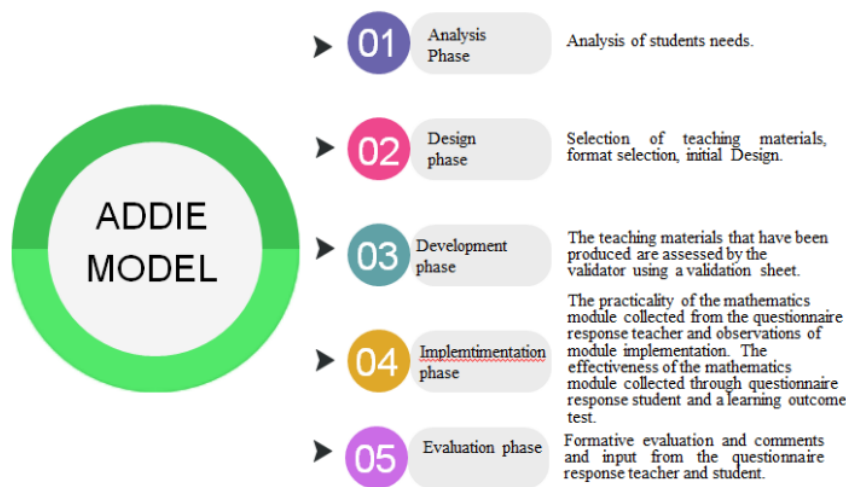 ADDIE
MODEL
01
Analysis
Phase
Analysis of students needs.
02
Design
phase
Selection of teaching materials,
format selection, initial Design.
03
Development
phase
The teaching materials that have been
produced are assessed by the
validator using a validation sheet.
04
Implemtimentation
phase
The practicality of the mathematics
module collected from the questionnaire
response teacher and observations of
module implementation. The
effectiveness of the mathematics
module collected through questionnaire
response student and a learning outcome
test.
05
Evaluation phase
Formative evaluation and comments
and input from the questionnaire
response teacher and student.